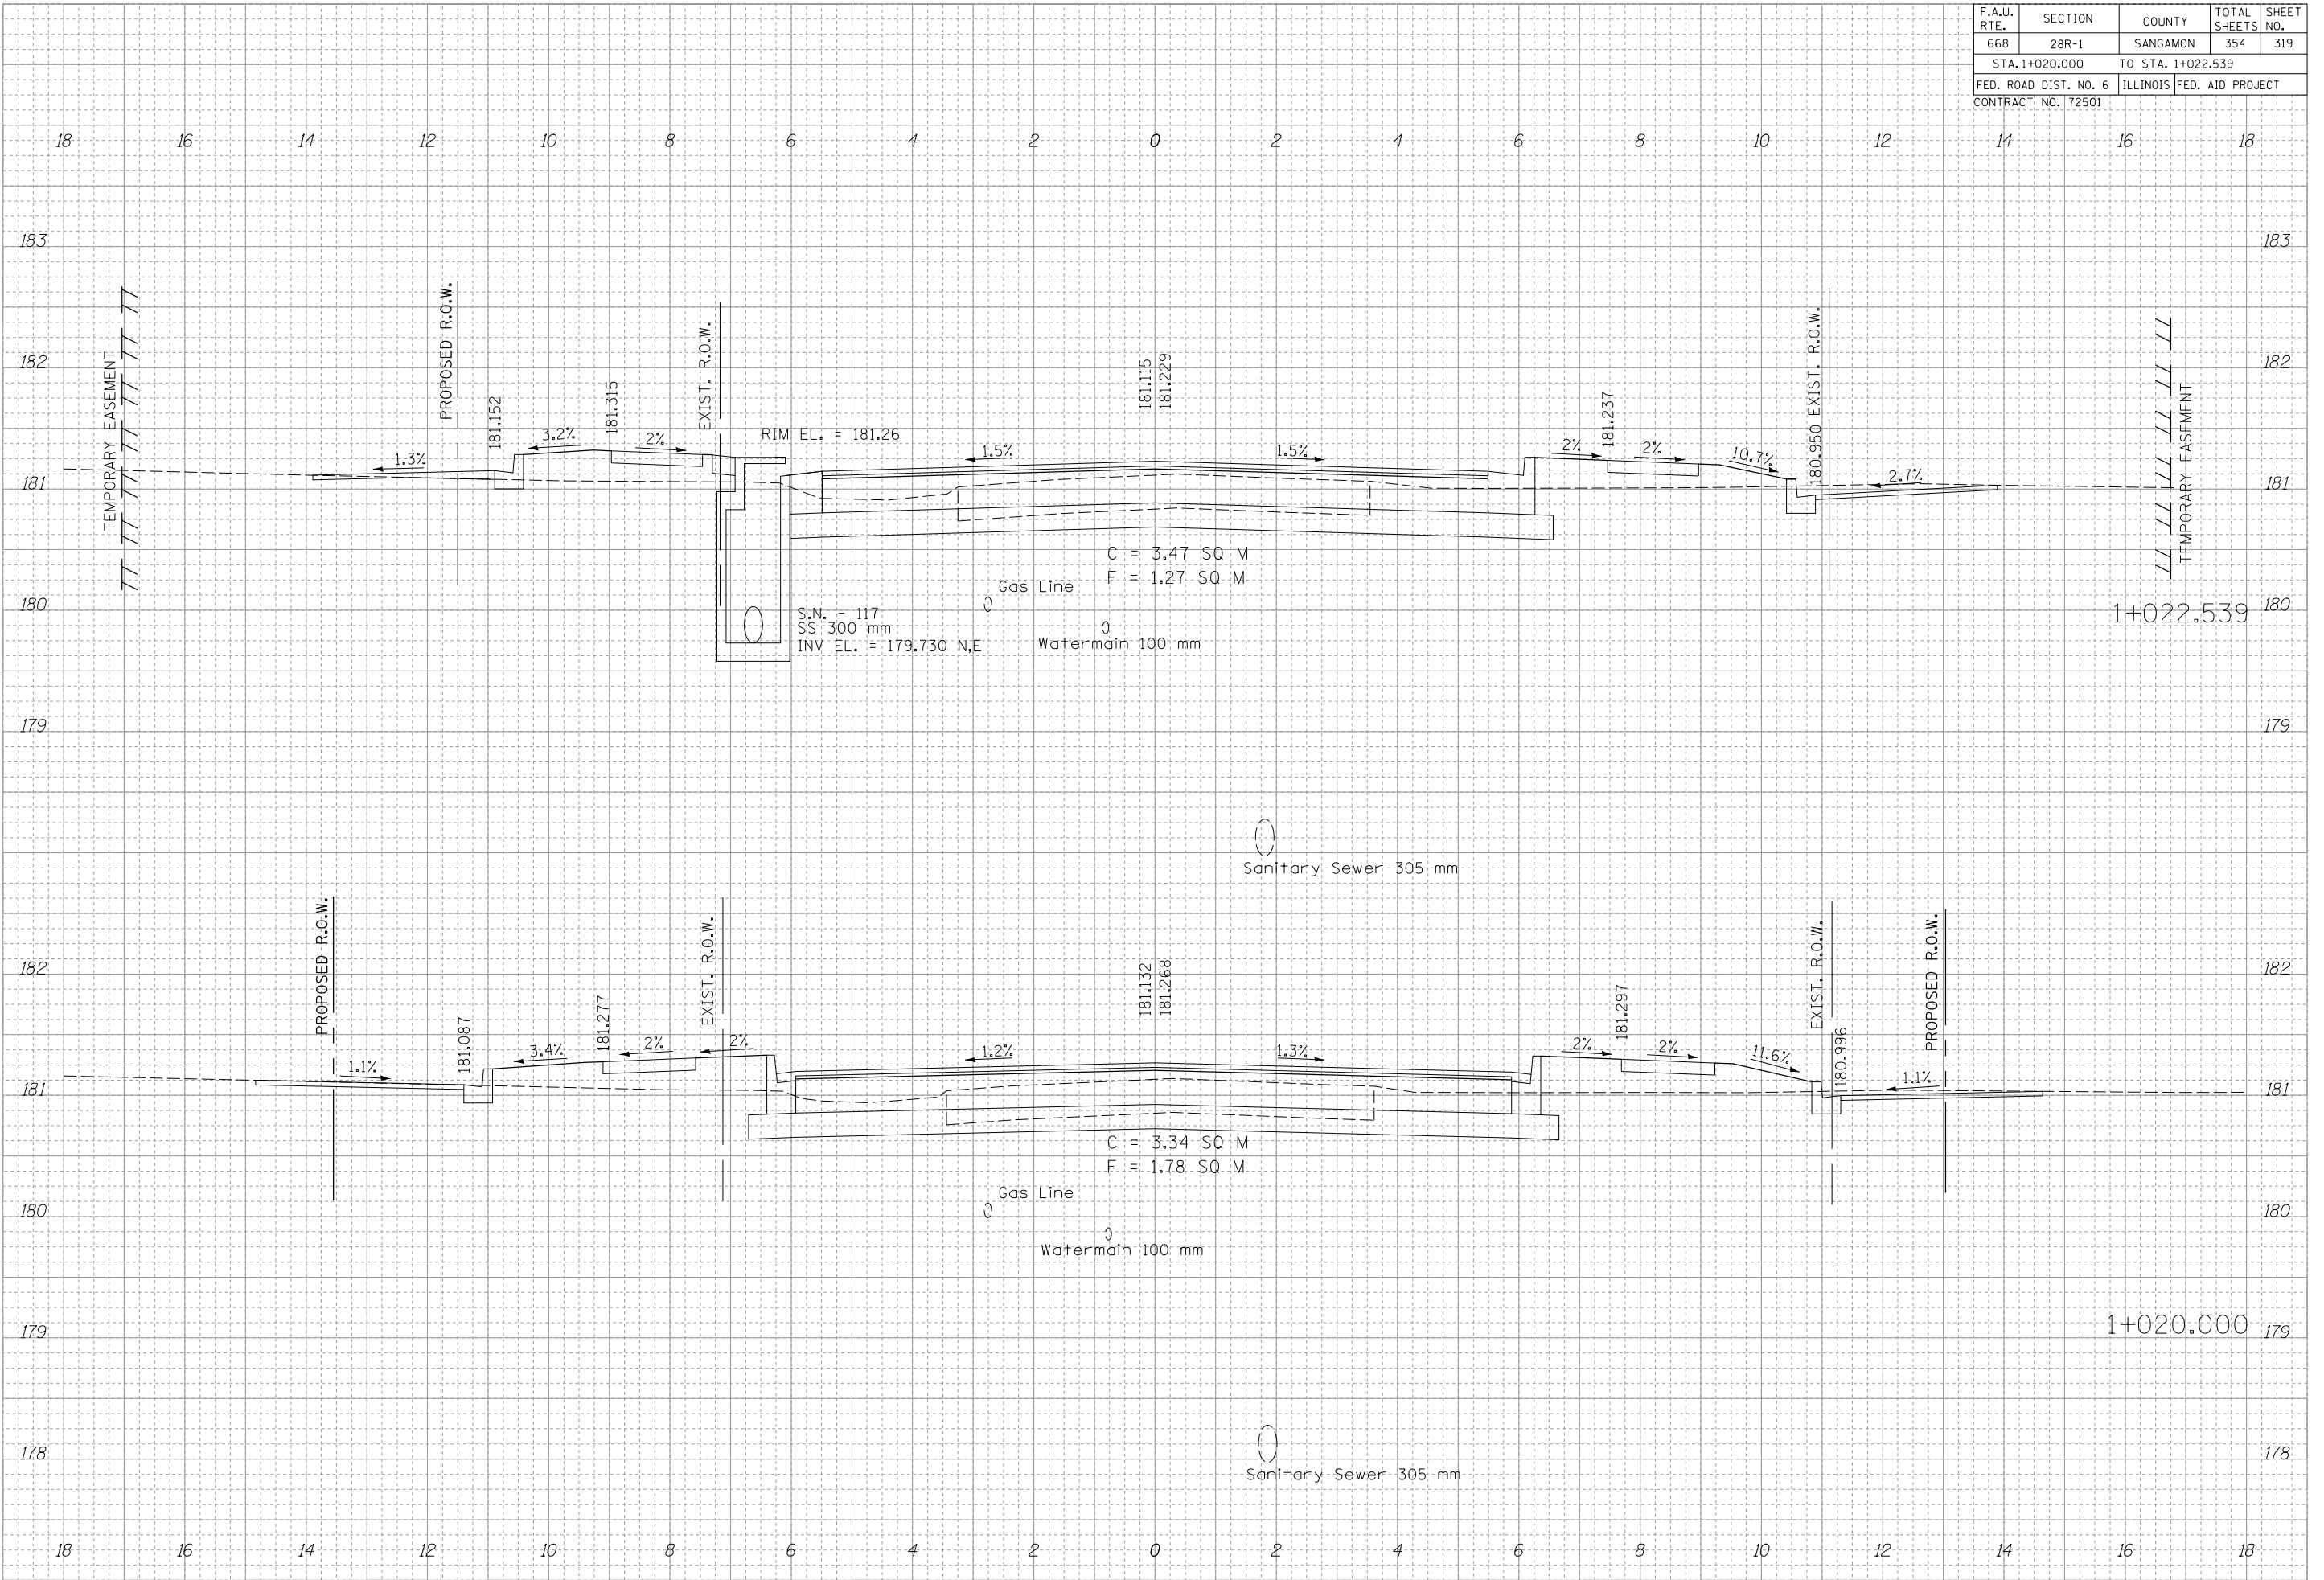 F.A.U. RTE. SECTION COUNTY TOTAL SHEETS SHEET NO.
668 28R-1 SANGAMON 354 319
STA. 1+020.000 TO STA. 1+022.539
FED. ROAD DIST. NO. 6 ILLINOIS FED. AID PROJECT
CONTRACT NO. 72501
18 16 14 12 10 8 6 4 2 0 2 4 6 8 10 12 14 16 18
183 183
182 182
181 181
180 180
179 179
TEMPORARY EASEMENT
PROPOSED R.O.W.
181.152
181.315
EXIST. R.O.W.
RIM EL. = 181.26
181.115
181.229
181.237
180.950 EXIST. R.O.W.
TEMPORARY EASEMENT
1.3% 3.2% 2% 1.5% 1.5% 2% 2% 10.7% 2.7%
C = 3.47 SQ M
F = 1.27 SQ M
Gas Line
S.N. - 117
SS 300 mm
INV EL. = 179.730 N,E
Watermain 100 mm
1+022.539
Sanitary Sewer 305 mm
PROPOSED R.O.W.
181.087
181.277
EXIST. R.O.W.
181.132
181.268
181.297
EXIST. R.O.W.
180.996
PROPOSED R.O.W.
182 182
181 181
180 180
179 179
178 178
1.1% 3.4% 2% 2% 1.2% 1.3% 2% 2% 11.6% 1.1%
C = 3.34 SQ M
F = 1.78 SQ M
Gas Line
Watermain 100 mm
1+020.000
Sanitary Sewer 305 mm
18 16 14 12 10 8 6 4 2 0 2 4 6 8 10 12 14 16 18